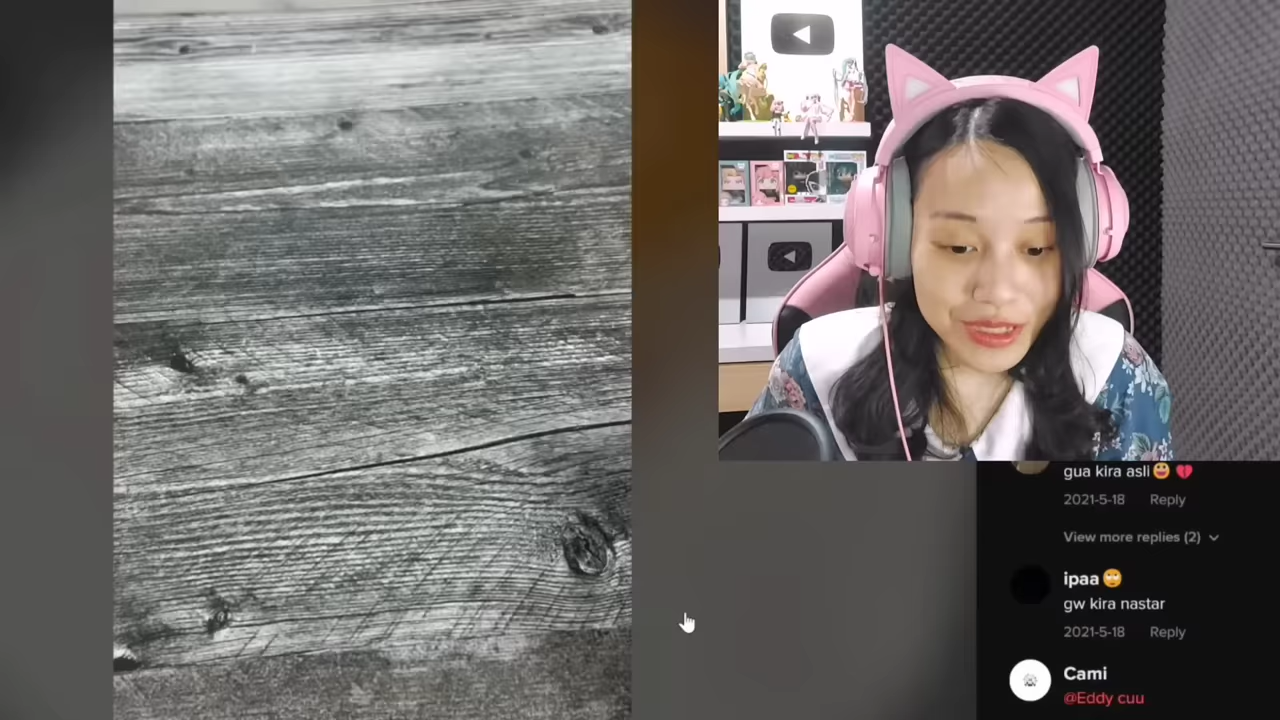 gua kira asli😃💔
2021-5-18 Reply
View more replies (2)
ipaa🙄
gw kira nastar
2021-5-18 Reply
Cami
@Eddy cuu